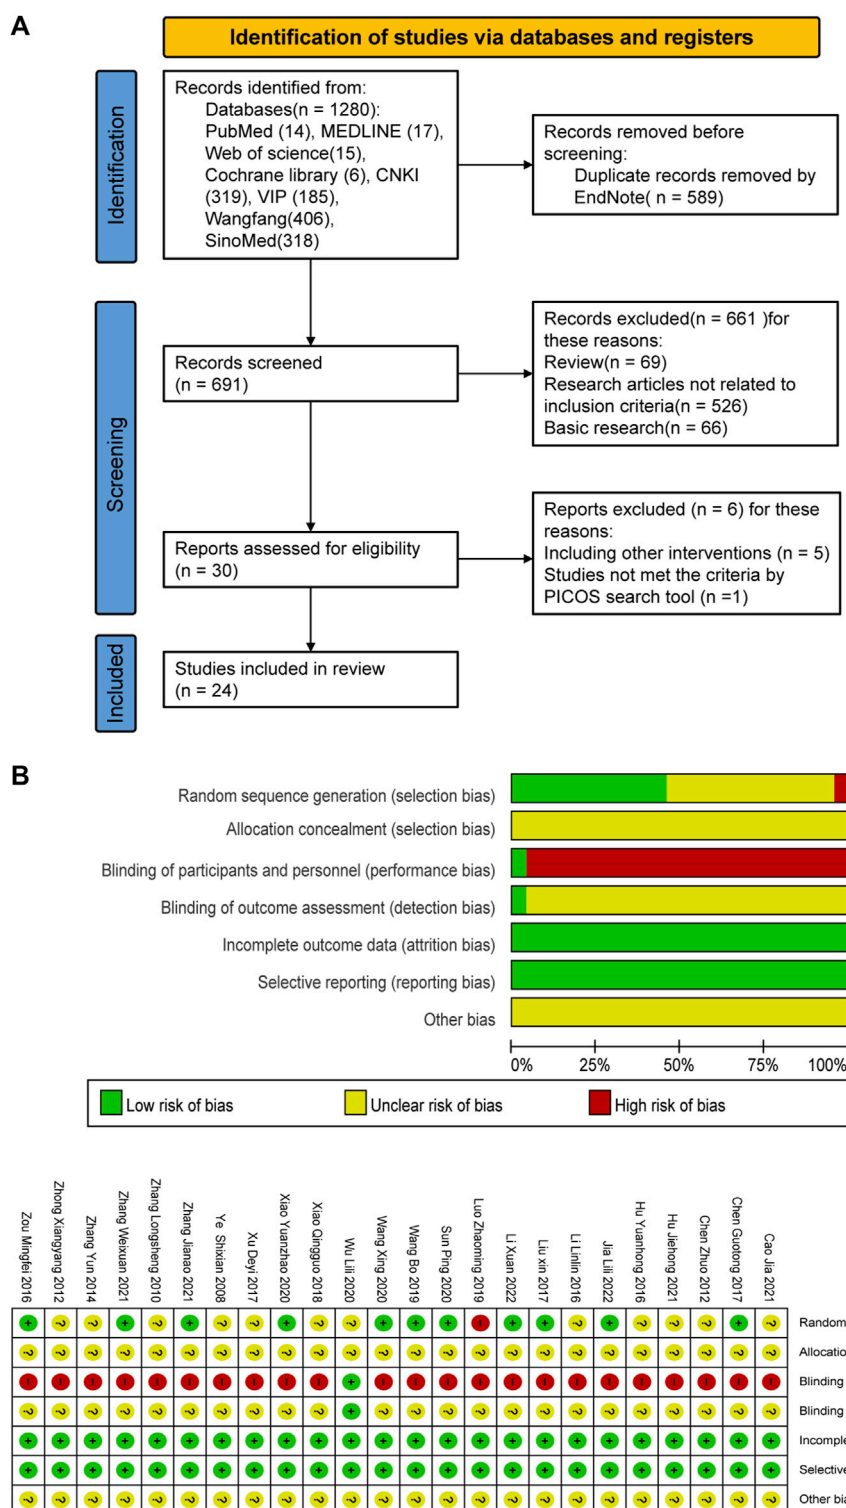 A
Identification of studies via databases and registers
Identification
Records identified from:
Databases(n = 1280):
PubMed (14), MEDLINE (17),
Web of science(15),
Cochrane library (6), CNKI
(319), VIP (185),
Wangfang(406),
SinoMed(318)
Records removed before
screening:
Duplicate records removed by
EndNote( n = 589)
Screening
Records screened
(n = 691)
Records excluded(n = 661 )for
these reasons:
Review(n = 69)
Research articles not related to
inclusion criteria(n = 526)
Basic research(n = 66)
Reports assessed for eligibility
(n = 30)
Reports excluded (n = 6) for these
reasons:
Including other interventions (n = 5)
Studies not met the criteria by
PICOS search tool (n =1)
Included
Studies included in review
(n = 24)
B
Random sequence generation (selection bias)
Allocation concealment (selection bias)
Blinding of participants and personnel (performance bias)
Blinding of outcome assessment (detection bias)
Incomplete outcome data (attrition bias)
Selective reporting (reporting bias)
Other bias
0% 25% 50% 75% 100%
Low risk of bias Unclear risk of bias High risk of bias
Zou Mingfei 2016
Zhong Xiangyang 2012
Zhang Yun 2014
Zhang Weixuan 2021
Zhang Longsheng 2010
Zhang Jianao 2021
Ye Shixian 2008
Xu Deyi 2017
Xiao Yuanzhao 2020
Xiao Qingguo 2018
Wu Lili 2020
Wang Xing 2020
Wang Bo 2019
Sun Ping 2020
Luo Zhaoming 2019
Li Xuan 2022
Liu xin 2017
Li Linlin 2016
Jia Lili 2022
Hu Yuanhong 2016
Hu Jiehong 2021
Chen Zhuo 2012
Chen Guotong 2017
Cao Jia 2021
+ ? ? + ? + ? ? + ? ? + + + – + + ? + ? ? ? + ? Random
? ? ? ? ? ? ? ? ? ? ? ? ? ? ? ? ? ? ? ? ? ? ? ? Allocatio
– – – – – – – – – – + – – – – – – – – – – – – – Blinding
? ? ? ? ? ? ? ? ? ? + ? ? ? ? ? ? ? ? ? ? ? ? ? Blinding
+ + + + + + + + + + + + + + + + + + + + + + + + Incomple
+ + + + + + + + + + + + + + + + + + + + + + + + Selective
? ? ? ? ? ? ? ? ? ? ? ? ? ? ? ? ? ? ? ? ? ? ? ? Other bia